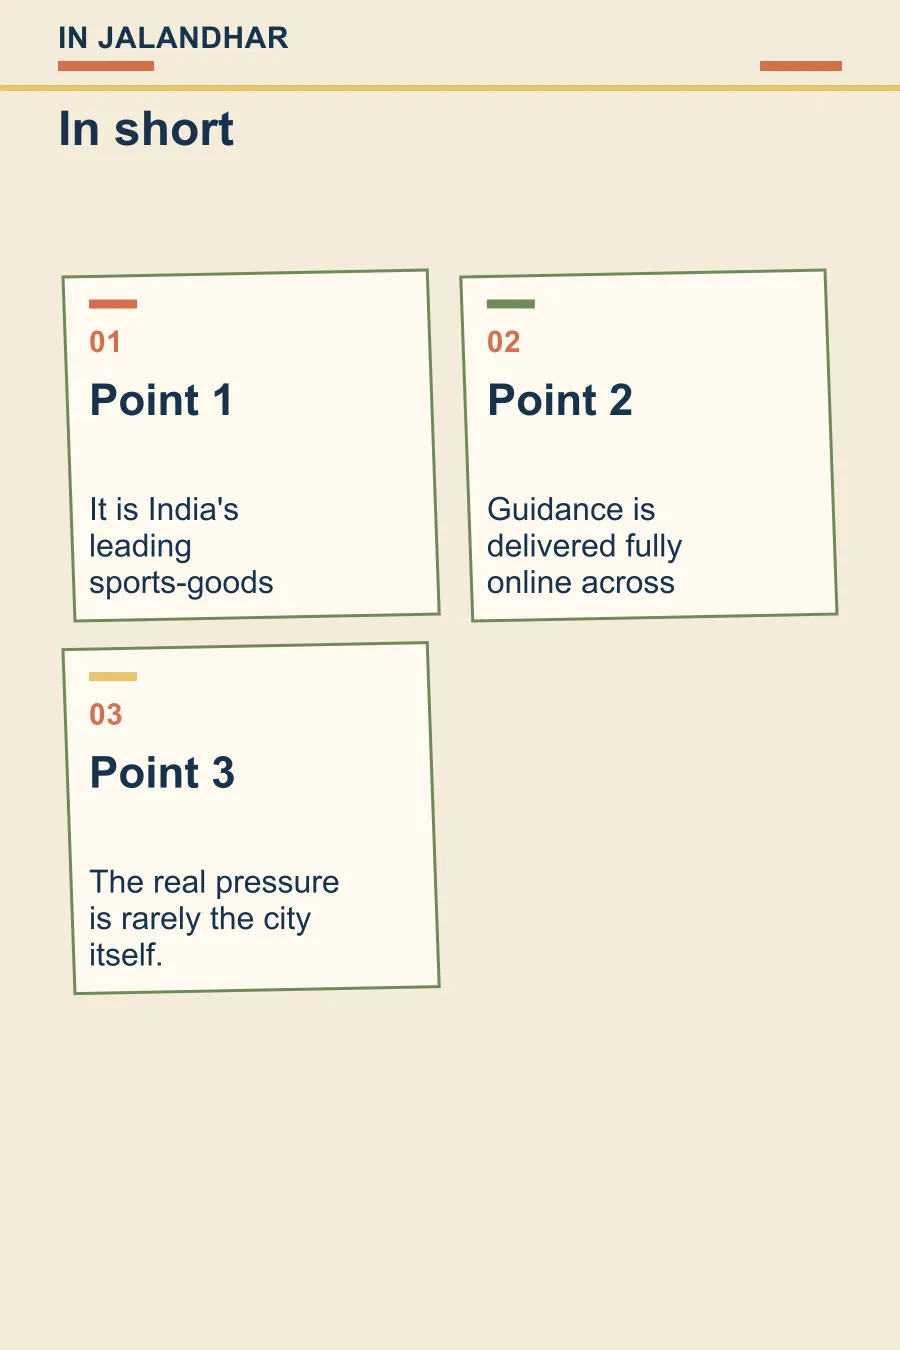 IN JALANDHAR
In short
01
Point 1
It is India's
leading
sports-goods
02
Point 2
Guidance is
delivered fully
online across
03
Point 3
The real pressure
is rarely the city
itself.